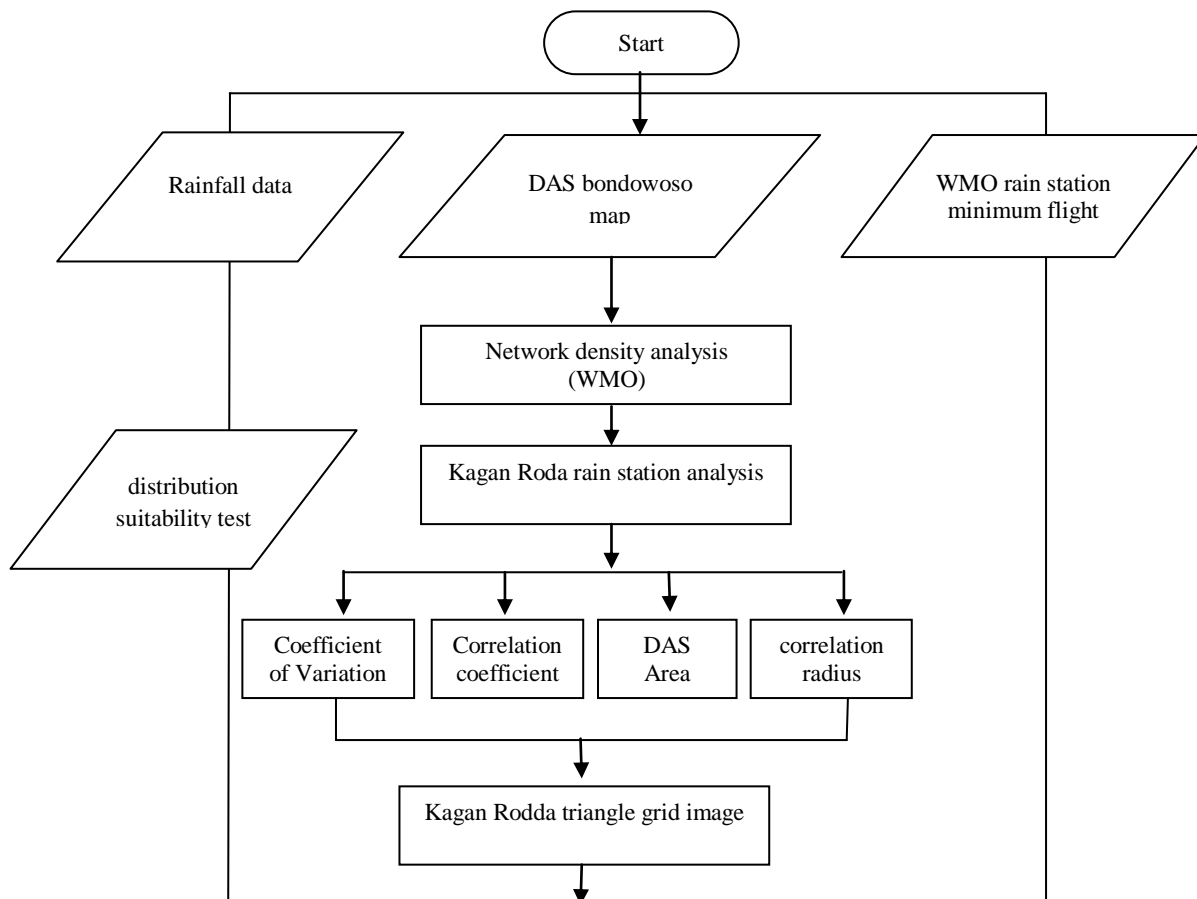 Start
Rainfall data
DAS bondowoso
map
WMO rain station
minimum flight
Network density analysis
(WMO)
Kagan Roda rain station analysis
distribution
suitability test
Coefficient
of Variation
Correlation
coefficient
DAS
Area
correlation
radius
Kagan Rodda triangle grid image